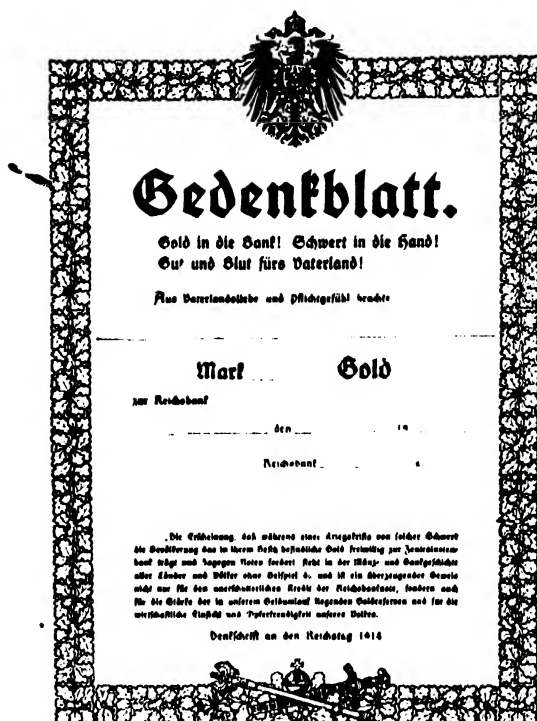 Gedenkblatt.
Gold in die Bank! Schwert in die Hand!
Gut und Blut fürs Vaterland!
Aus Vaterlandsliebe und Pflichtgefühl brachte
Mark Gold
zur Reichsbank
den 19
Reichsbank
„Die Erscheinung, daß während einer Kriegskrisis von solcher Schwere
die Bevölkerung das in ihrem Besitz befindliche Gold freiwillig zur Zentralnoten-
bank trägt und dagegen Noten fordert steht in der Münz- und Bankgeschichte
aller Länder und Völker ohne Beispiel da und ist ein überzeugender Beweis
nicht nur für den unerschütterlichen Kredit der Reichsbanknote, sondern auch
für die Stärke der in unserem Geldumlauf liegenden Goldreserven und für die
wirtschaftliche Einsicht und Opferfreudigkeit unseres Volkes.
Denkschrift an den Reichstag 1914